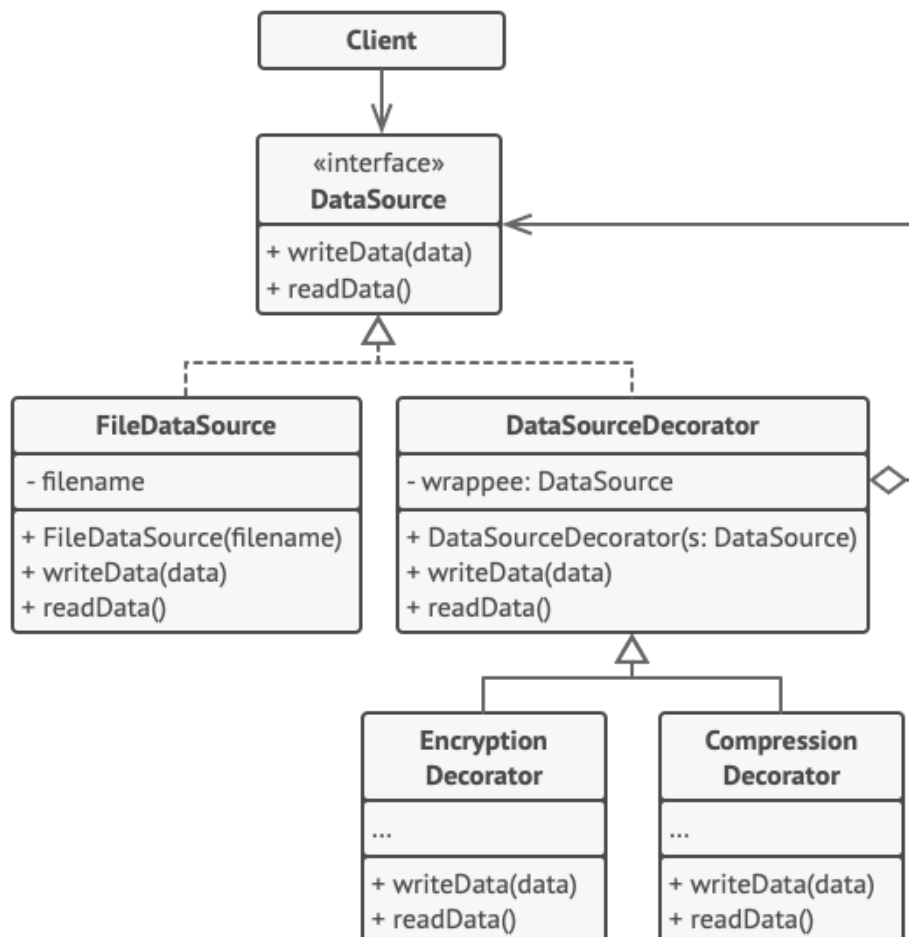 Client
«interface»
DataSource
+ writeData(data)
+ readData()
FileDataSource
- filename
+ FileDataSource(filename)
+ writeData(data)
+ readData()
DataSourceDecorator
- wrappee: DataSource
+ DataSourceDecorator(s: DataSource)
+ writeData(data)
+ readData()
Encryption
Decorator
...
+ writeData(data)
+ readData()
Compression
Decorator
...
+ writeData(data)
+ readData()